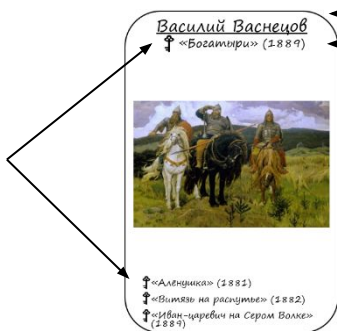 Василий Васнецов
«Богатыри» (1889)
«Алёнушка» (1881)
«Витязь на распутье» (1882)
«Иван-царевич на Сером Волке»
(1889)